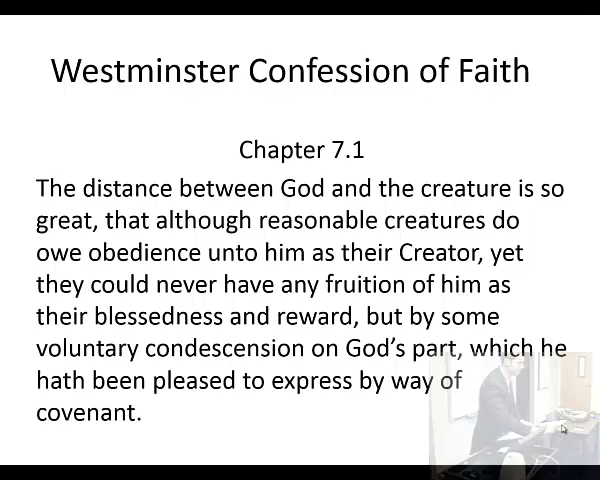 Westminster Confession of Faith
Chapter 7.1
The distance between God and the creature is so
great, that although reasonable creatures do
owe obedience unto him as their Creator, yet
they could never have any fruition of him as
their blessedness and reward, but by some
voluntary condescension on God's part, which he
hath been pleased to express by way of
covenant.